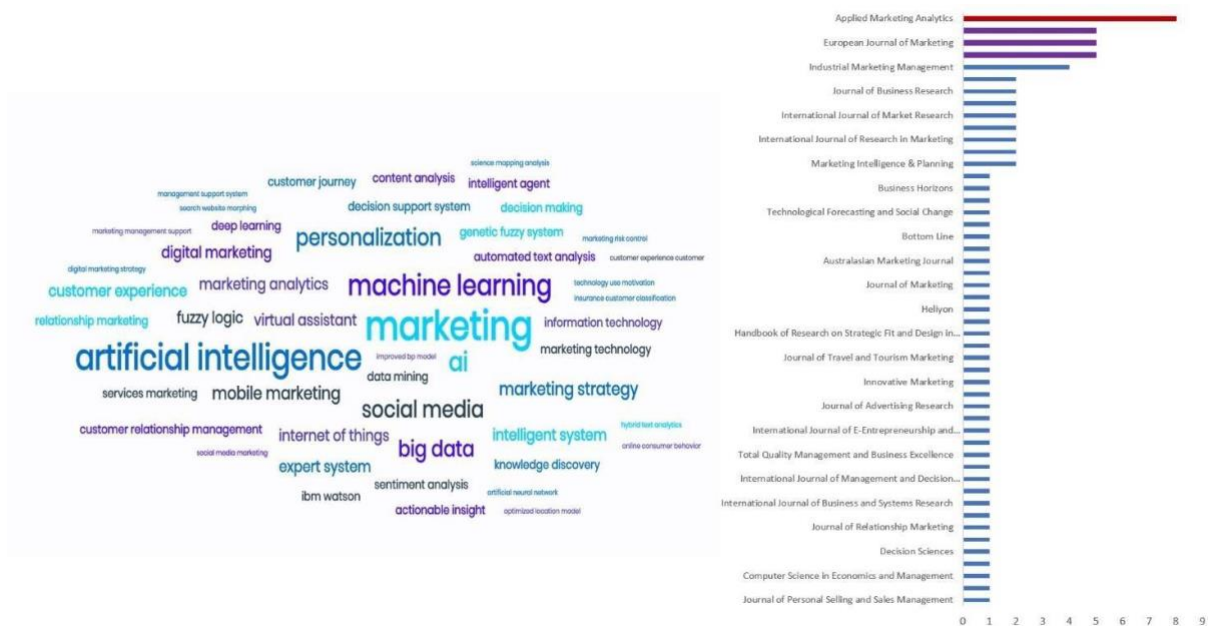 science mapping analysis
customer journey content analysis intelligent agent
management support system
search website morphing decision support system decision making
marketing management support deep learning personalization genetic fuzzy system marketing risk control
digital marketing automated text analysis customer experience customer
digital marketing strategy
customer experience marketing analytics machine learning technology use motivation
insurance customer classification
relationship marketing fuzzy logic virtual assistant marketing information technology
artificial intelligence improved bp model ai marketing technology
data mining
services marketing mobile marketing social media marketing strategy
customer relationship management internet of things big data intelligent system hybrid text analytics
social media marketing online consumer behavior
expert system knowledge discovery
ibm watson sentiment analysis artificial neural network
actionable insight optimized location model
Applied Marketing Analytics
European Journal of Marketing
Industrial Marketing Management
Journal of Business Research
International Journal of Market Research
International Journal of Research in Marketing
Marketing Intelligence & Planning
Business Horizons
Technological Forecasting and Social Change
Bottom Line
Australasian Marketing Journal
Journal of Marketing
Heliyon
Handbook of Research on Strategic Fit and Design in...
Journal of Travel and Tourism Marketing
Innovative Marketing
Journal of Advertising Research
International Journal of E-Entrepreneurship and...
Total Quality Management and Business Excellence
International Journal of Management and Decision...
International Journal of Business and Systems Research
Journal of Relationship Marketing
Decision Sciences
Computer Science in Economics and Management
Journal of Personal Selling and Sales Management
0 1 2 3 4 5 6 7 8 9